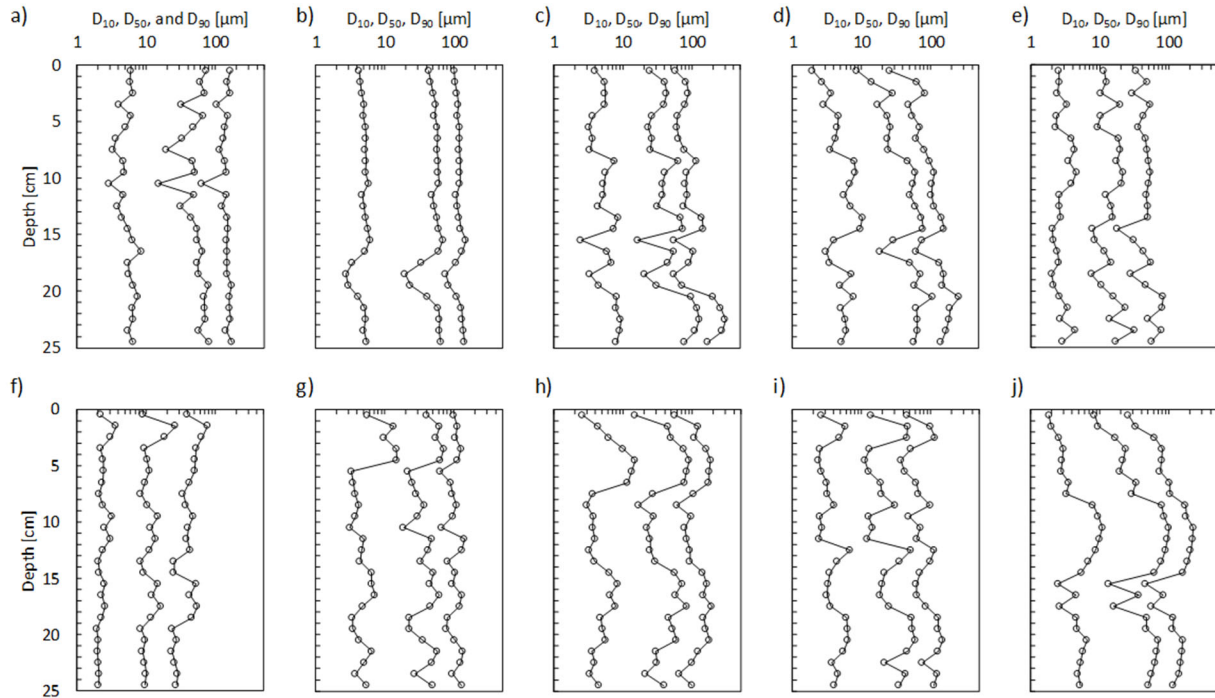 a) D10, D50, and D90 [µm]
1 10 100
b) D10, D50, D90 [µm]
1 10 100
c) D10, D50, D90 [µm]
1 10 100
d) D10, D50, D90 [µm]
1 10 100
e) D10, D50, D90 [µm]
1 10 100
Depth [cm]
0
5
10
15
20
25
f)
g)
h)
i)
j)
Depth [cm]
0
5
10
15
20
25